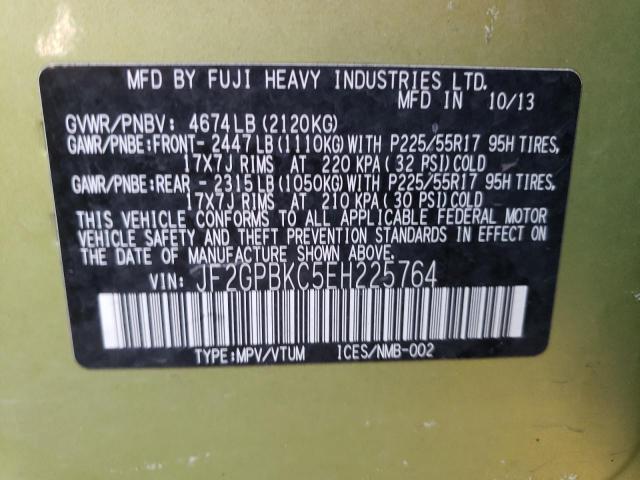 MFD BY FUJI HEAVY INDUSTRIES LTD.
MFD IN 10/13
GVWR/PNBV: 4674LB(2120KG)
GAWR/PNBE:FRONT- 2447LB(1110KG)WITH P225/55R17 95H TIRES,
17X7J RIMS AT 220 KPA( 32 PSI)COLD
GAWR/PNBE:REAR - 2315LB(1050KG)WITH P225/55R17 95H TIRES,
17X7J RIMS AT 210 KPA( 30 PSI)COLD
THIS VEHICLE CONFORMS TO ALL APPLICABLE FEDERAL MOTOR
VEHICLE SAFETY AND THEFT PREVENTION STANDARDS IN EFFECT ON
THE DATE OF MANUFACTURE SHOWN ABOVE.
VIN: JF2GPBKC5EH225764
TYPE:MPV/VTUM ICES/NMB-002